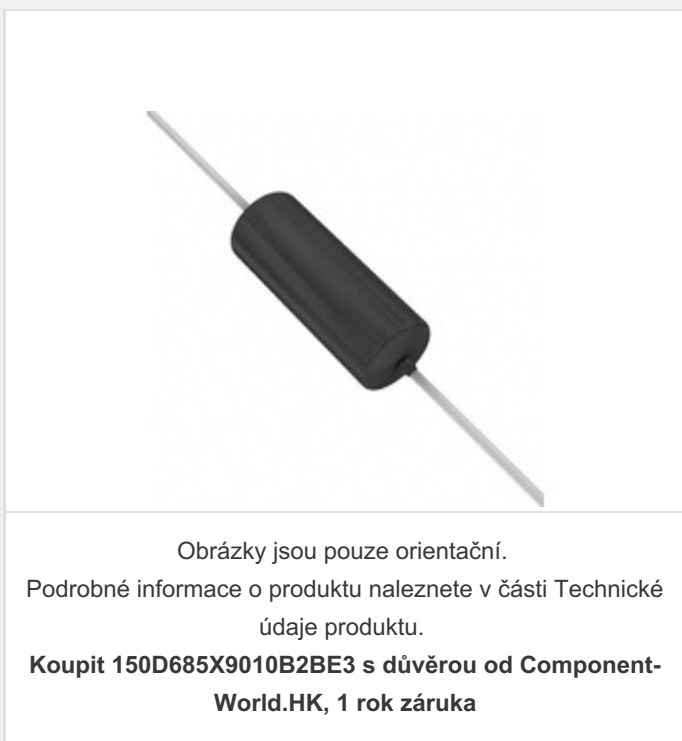 Obrázky jsou pouze orientační.
Podrobné informace o produktu naleznete v části Technické
údaje produktu.
Koupit 150D685X9010B2BE3 s důvěrou od Component-
World.HK, 1 rok záruka